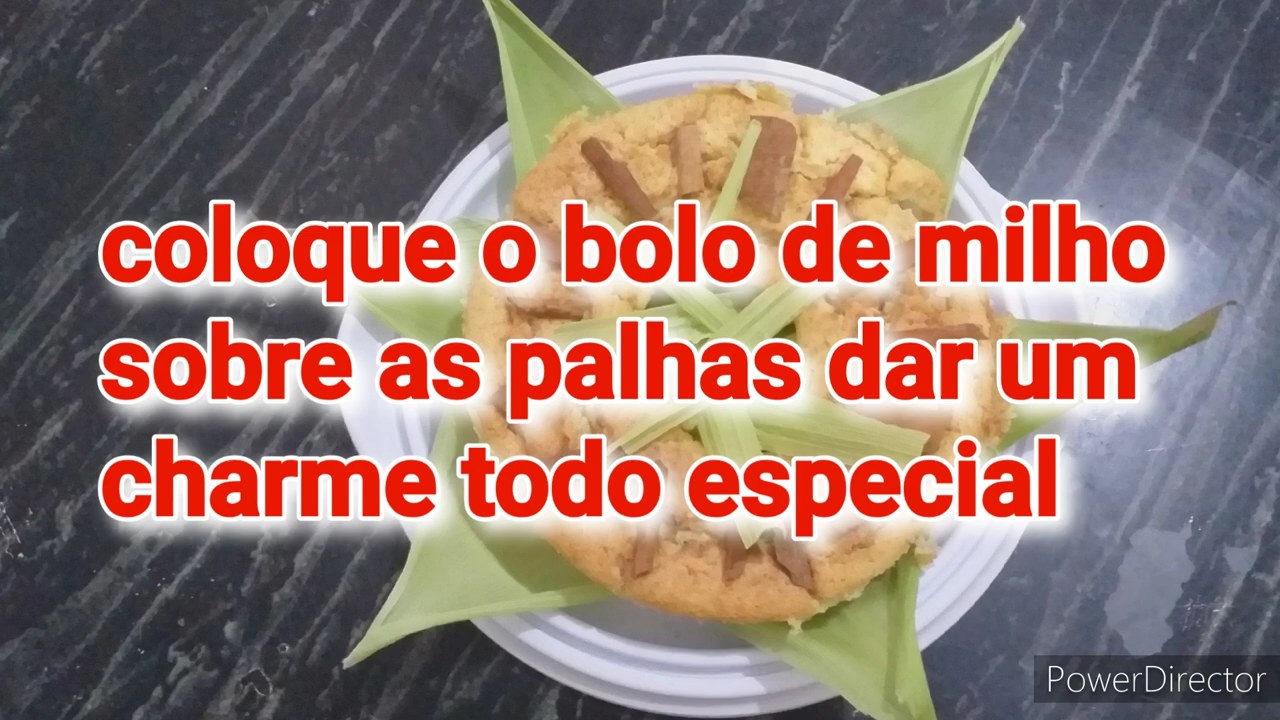 coloque o bolo de milho
sobre as palhas dar um
charme todo especial
PowerDirector